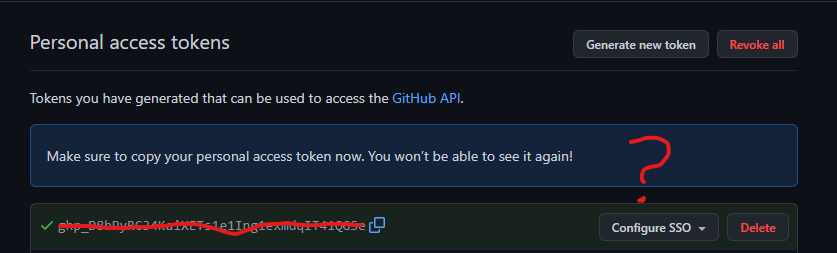 Personal access tokens
Generate new token
Revoke all
Tokens you have generated that can be used to access the GitHub API.
Make sure to copy your personal access token now. You won't be able to see it again!
?
Configure SSO
Delete